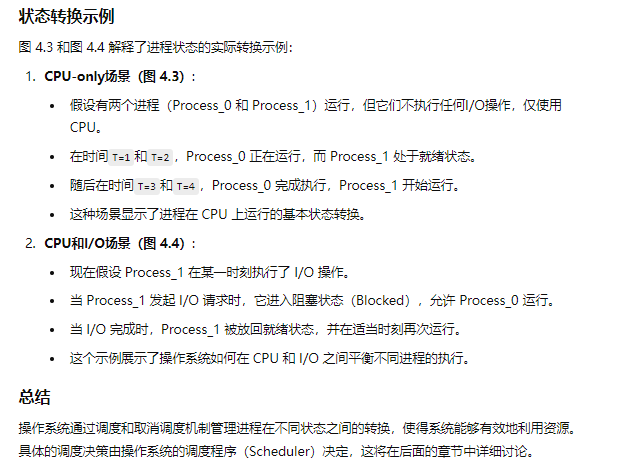 状态转换示例
图 4.3 和图 4.4 解释了进程状态的实际转换示例：
1. CPU-only场景（图 4.3）：
• 假设有两个进程（Process_0 和 Process_1）运行，但它们不执行任何I/O操作，仅使用
CPU。
• 在时间 T=1 和 T=2 ，Process_0 正在运行，而 Process_1 处于就绪状态。
• 随后在时间 T=3 和 T=4 ，Process_0 完成执行，Process_1 开始运行。
• 这种场景显示了进程在 CPU 上运行的基本状态转换。
2. CPU和I/O场景（图 4.4）：
• 现在假设 Process_1 在某一时刻执行了 I/O 操作。
• 当 Process_1 发起 I/O 请求时，它进入阻塞状态（Blocked），允许 Process_0 运行。
• 当 I/O 完成时，Process_1 被放回就绪状态，并在适当时刻再次运行。
• 这个示例展示了操作系统如何在 CPU 和 I/O 之间平衡不同进程的执行。
总结
操作系统通过调度和取消调度机制管理进程在不同状态之间的转换，使得系统能够有效地利用资源。
具体的调度决策由操作系统的调度程序（Scheduler）决定，这将在后面的章节中详细讨论。